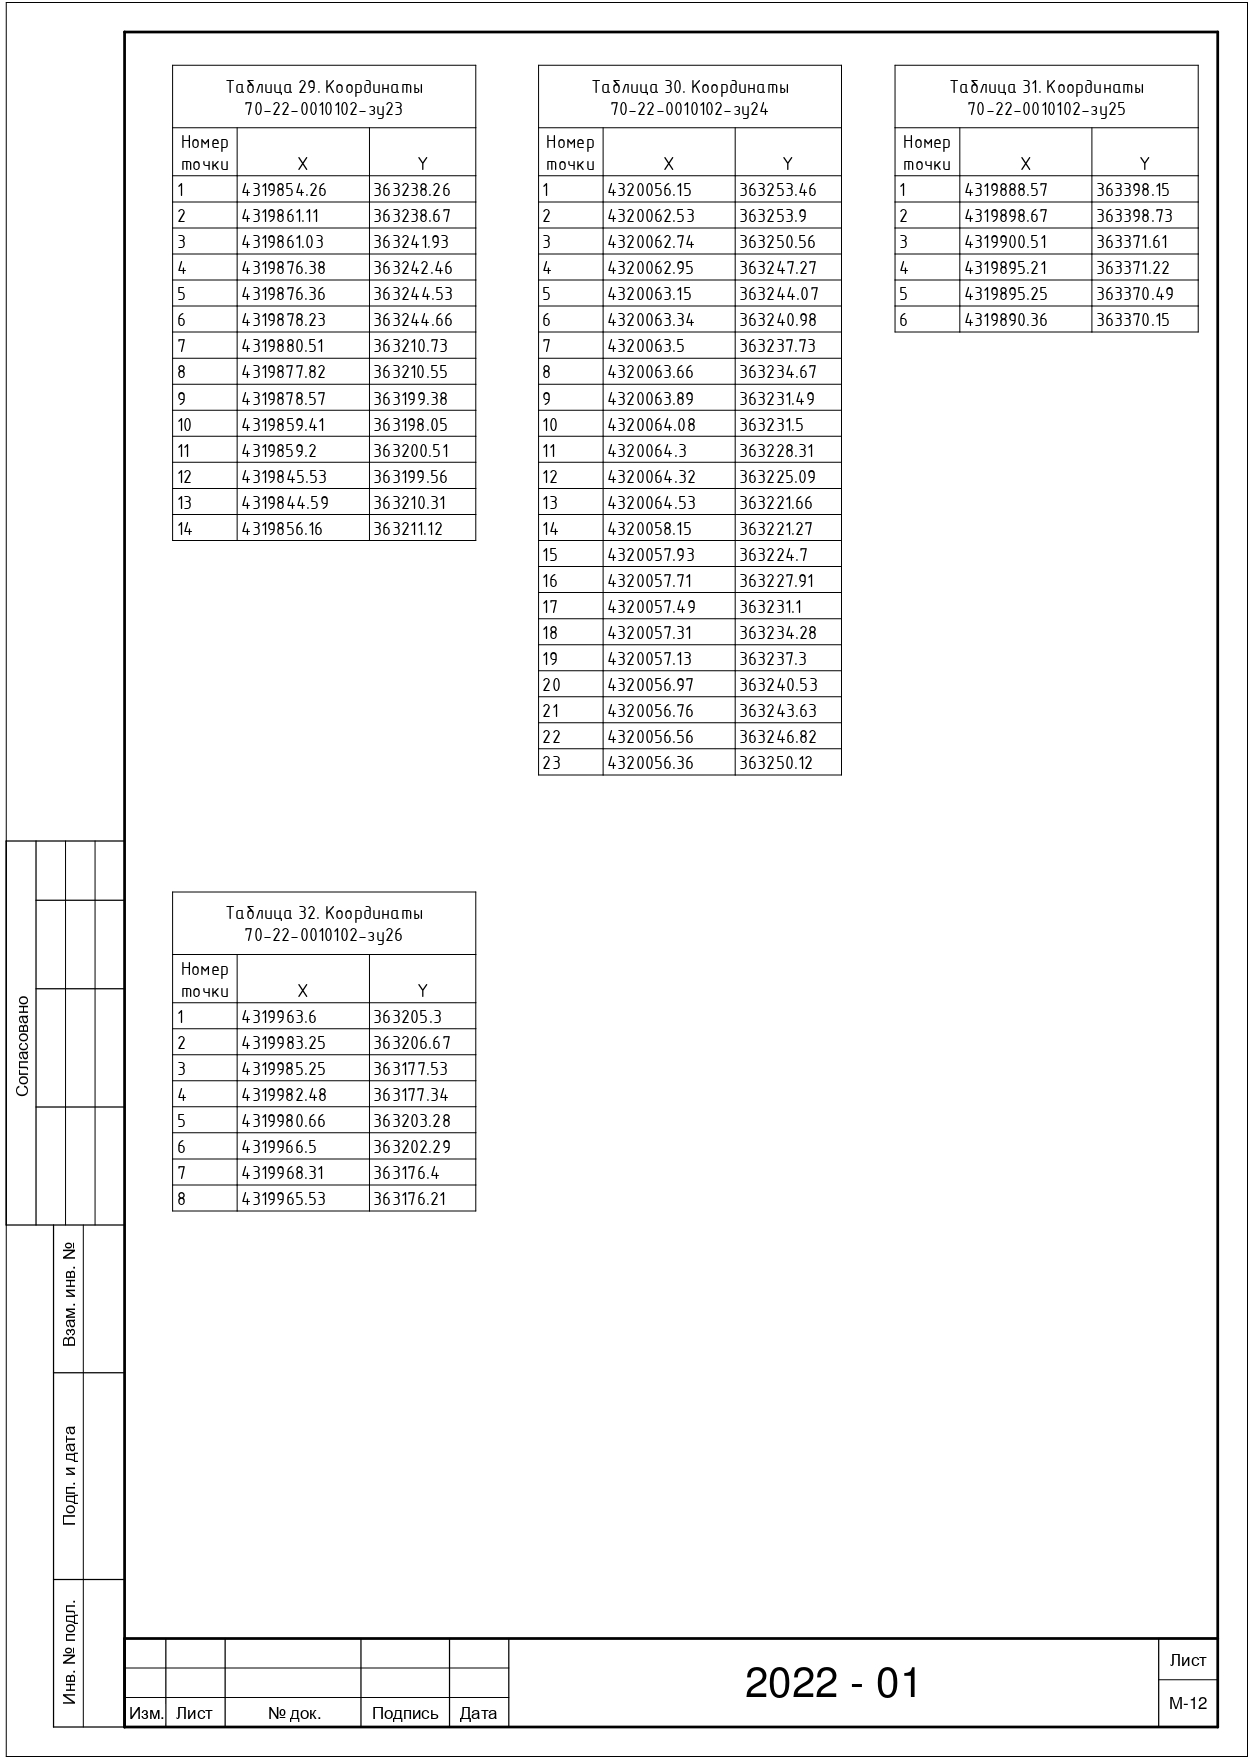 Таблица 29. Координаты
70-22-0010102-зу23
Номер точки X Y
1 4319854.26 363238.26
2 4319861.11 363238.67
3 4319861.03 363241.93
4 4319876.38 363242.46
5 4319876.36 363244.53
6 4319878.23 363244.66
7 4319880.51 363210.73
8 4319877.82 363210.55
9 4319878.57 363199.38
10 4319859.41 363198.05
11 4319859.2 363200.51
12 4319845.53 363199.56
13 4319844.59 363210.31
14 4319856.16 363211.12
Таблица 30. Координаты
70-22-0010102-зу24
Номер точки X Y
1 4320056.15 363253.46
2 4320062.53 363253.9
3 4320062.74 363250.56
4 4320062.95 363247.27
5 4320063.15 363244.07
6 4320063.34 363240.98
7 4320063.5 363237.73
8 4320063.66 363234.67
9 4320063.89 363231.49
10 4320064.08 363231.5
11 4320064.3 363228.31
12 4320064.32 363225.09
13 4320064.53 363221.66
14 4320058.15 363221.27
15 4320057.93 363224.7
16 4320057.71 363227.91
17 4320057.49 363231.1
18 4320057.31 363234.28
19 4320057.13 363237.3
20 4320056.97 363240.53
21 4320056.76 363243.63
22 4320056.56 363246.82
23 4320056.36 363250.12
Таблица 31. Координаты
70-22-0010102-зу25
Номер точки X Y
1 4319888.57 363398.15
2 4319898.67 363398.73
3 4319900.51 363371.61
4 4319895.21 363371.22
5 4319895.25 363370.49
6 4319890.36 363370.15
Таблица 32. Координаты
70-22-0010102-зу26
Номер точки X Y
1 4319963.6 363205.3
2 4319983.25 363206.67
3 4319985.25 363177.53
4 4319982.48 363177.34
5 4319980.66 363203.28
6 4319966.5 363202.29
7 4319968.31 363176.4
8 4319965.53 363176.21
Согласовано
Взам. инв. №
Подп. и дата
Инв. № подл.
Изм. Лист № док. Подпись Дата
2022 - 01
Лист
М-12